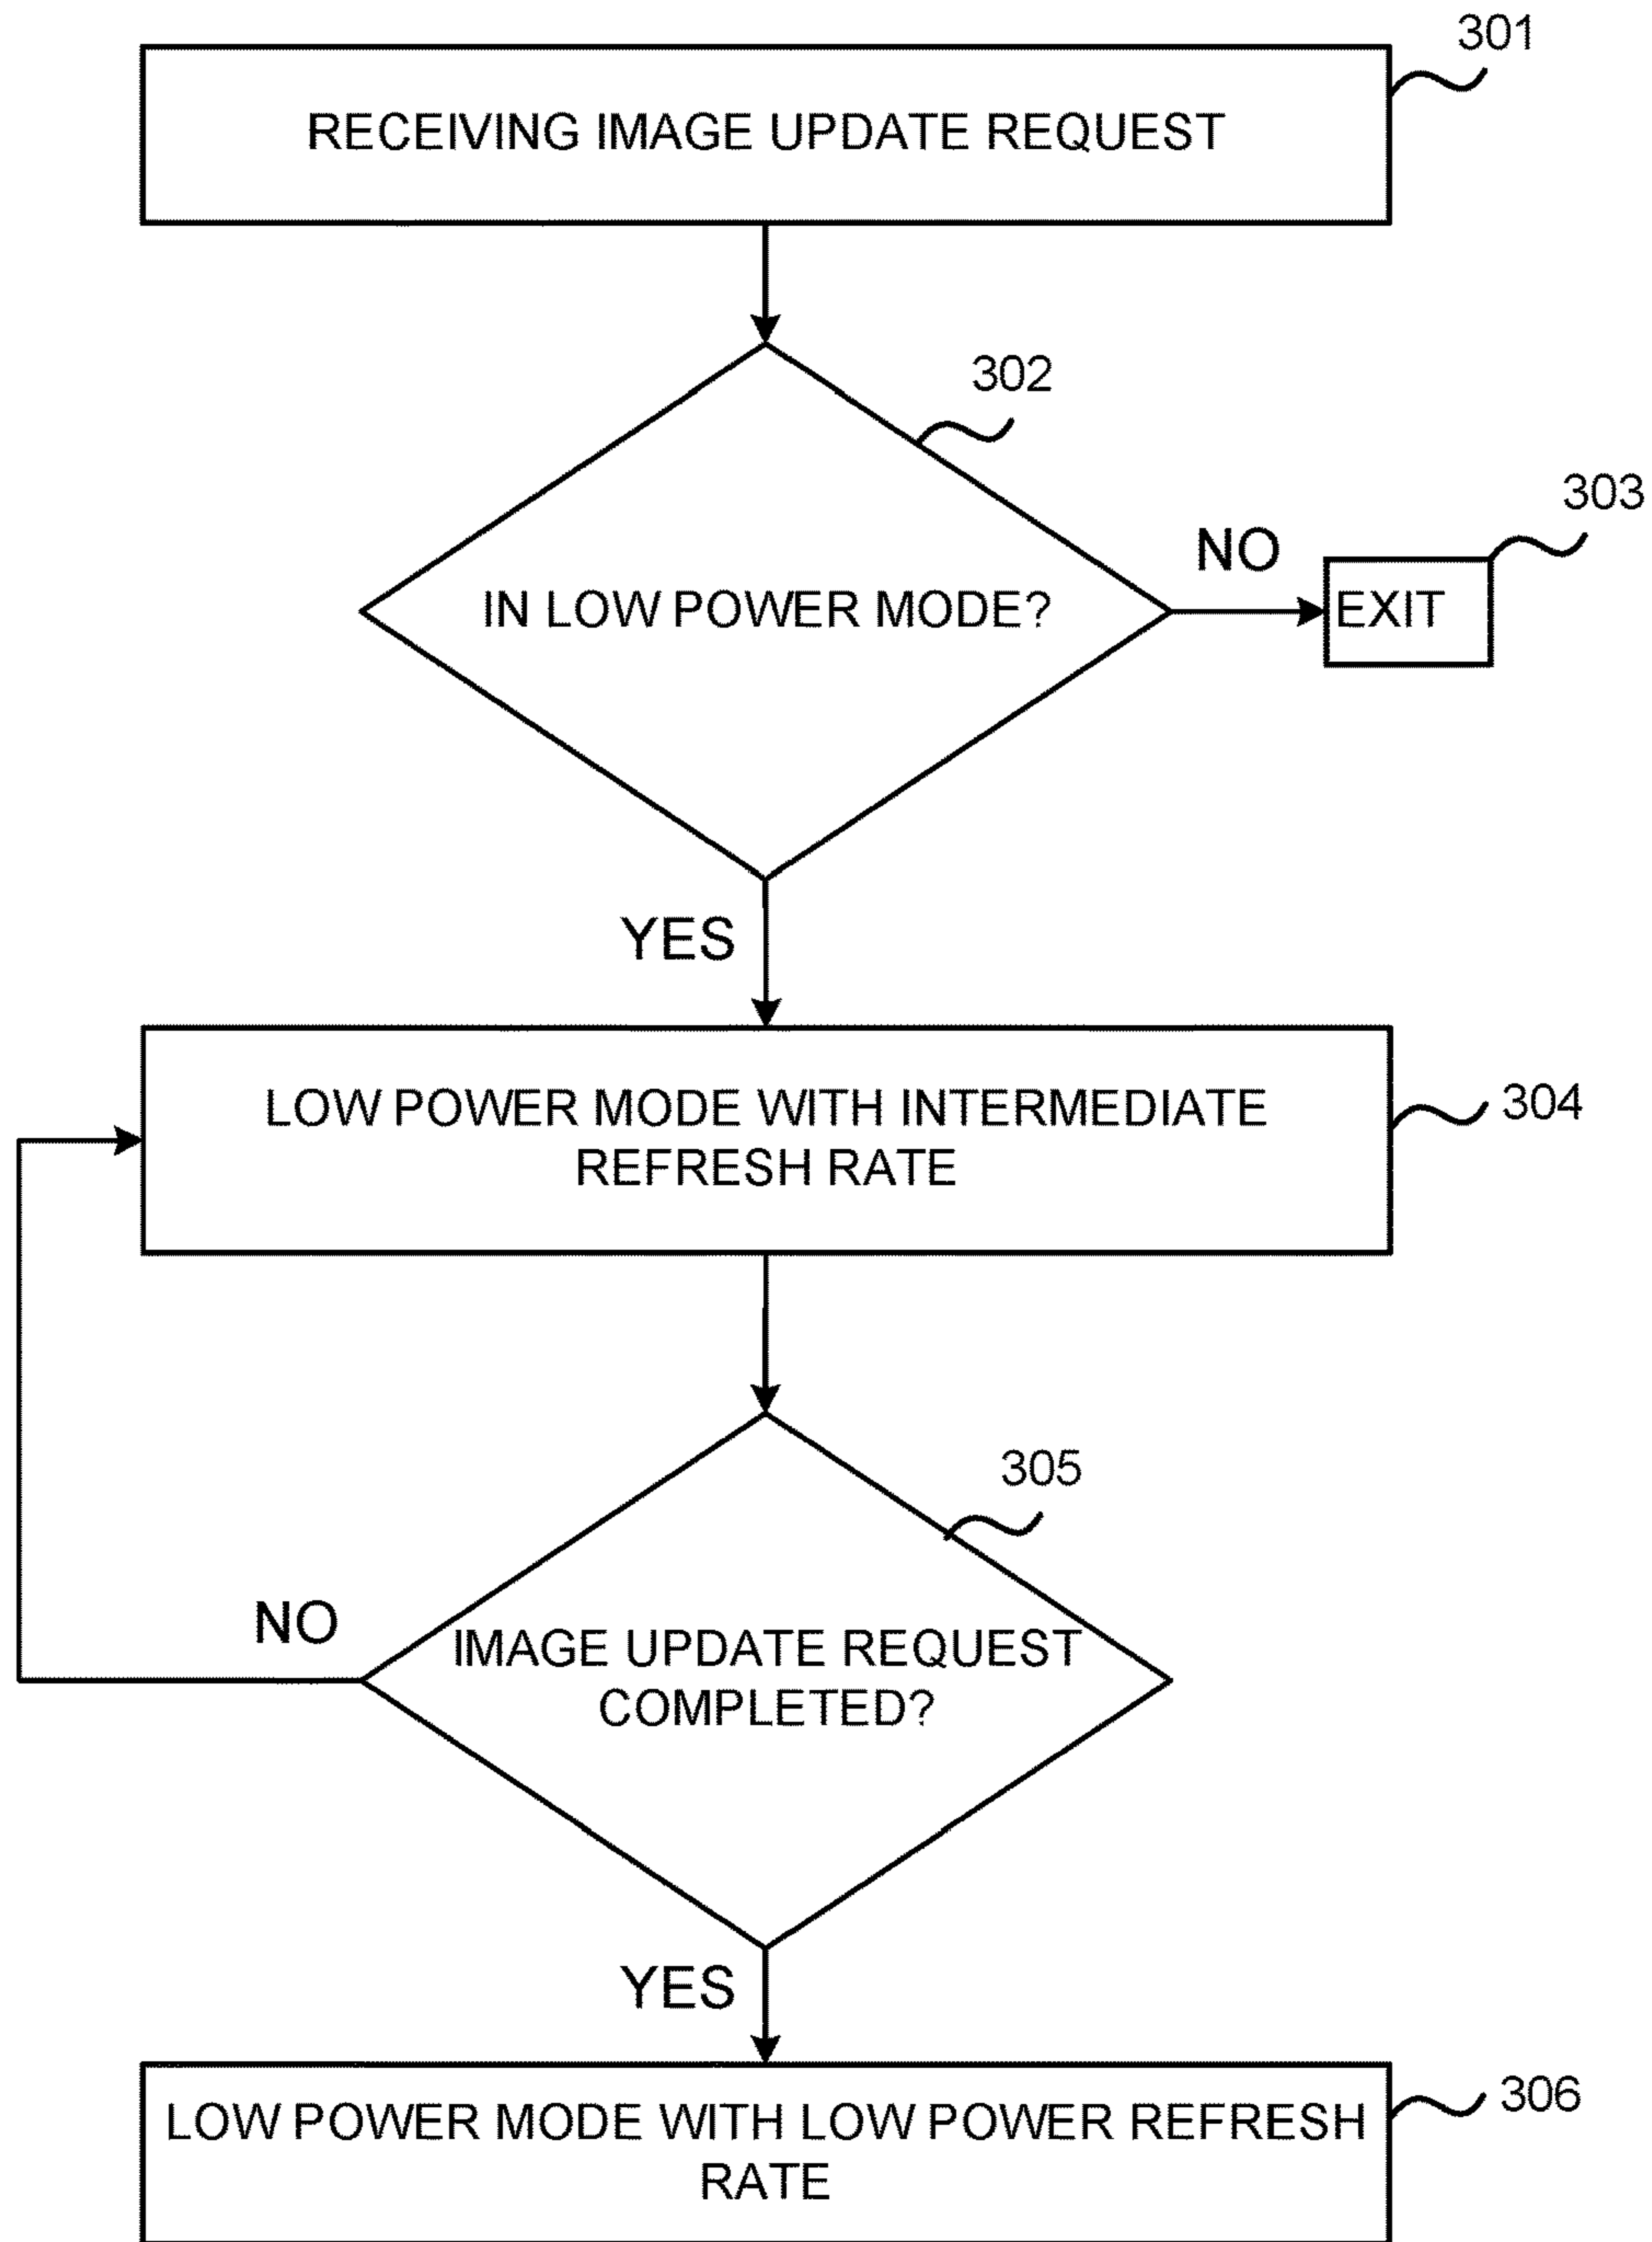 301
RECEIVING IMAGE UPDATE REQUEST
302
303
NO
IN LOW POWER MODE?
EXIT
YES
LOW POWER MODE WITH INTERMEDIATE
REFRESH RATE
304
305
NO
IMAGE UPDATE REQUEST
COMPLETED?
YES
LOW POWER MODE WITH LOW POWER REFRESH
RATE
306